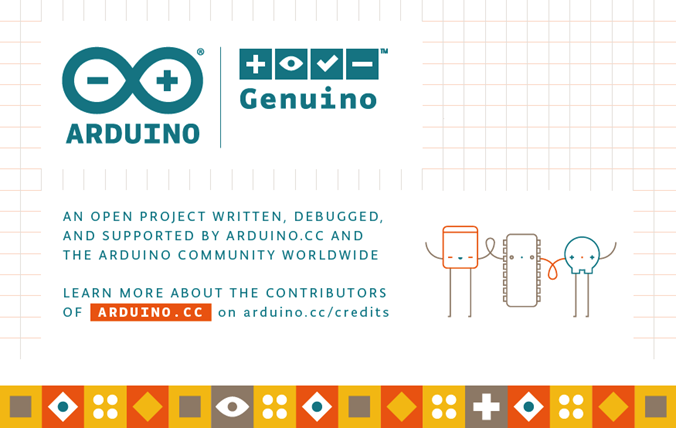 ARDUINO
®
Genuino
™
AN OPEN PROJECT WRITTEN, DEBUGGED,
AND SUPPORTED BY ARDUINO.CC AND
THE ARDUINO COMMUNITY WORLDWIDE
LEARN MORE ABOUT THE CONTRIBUTORS
OF ARDUINO.CC on arduino.cc/credits